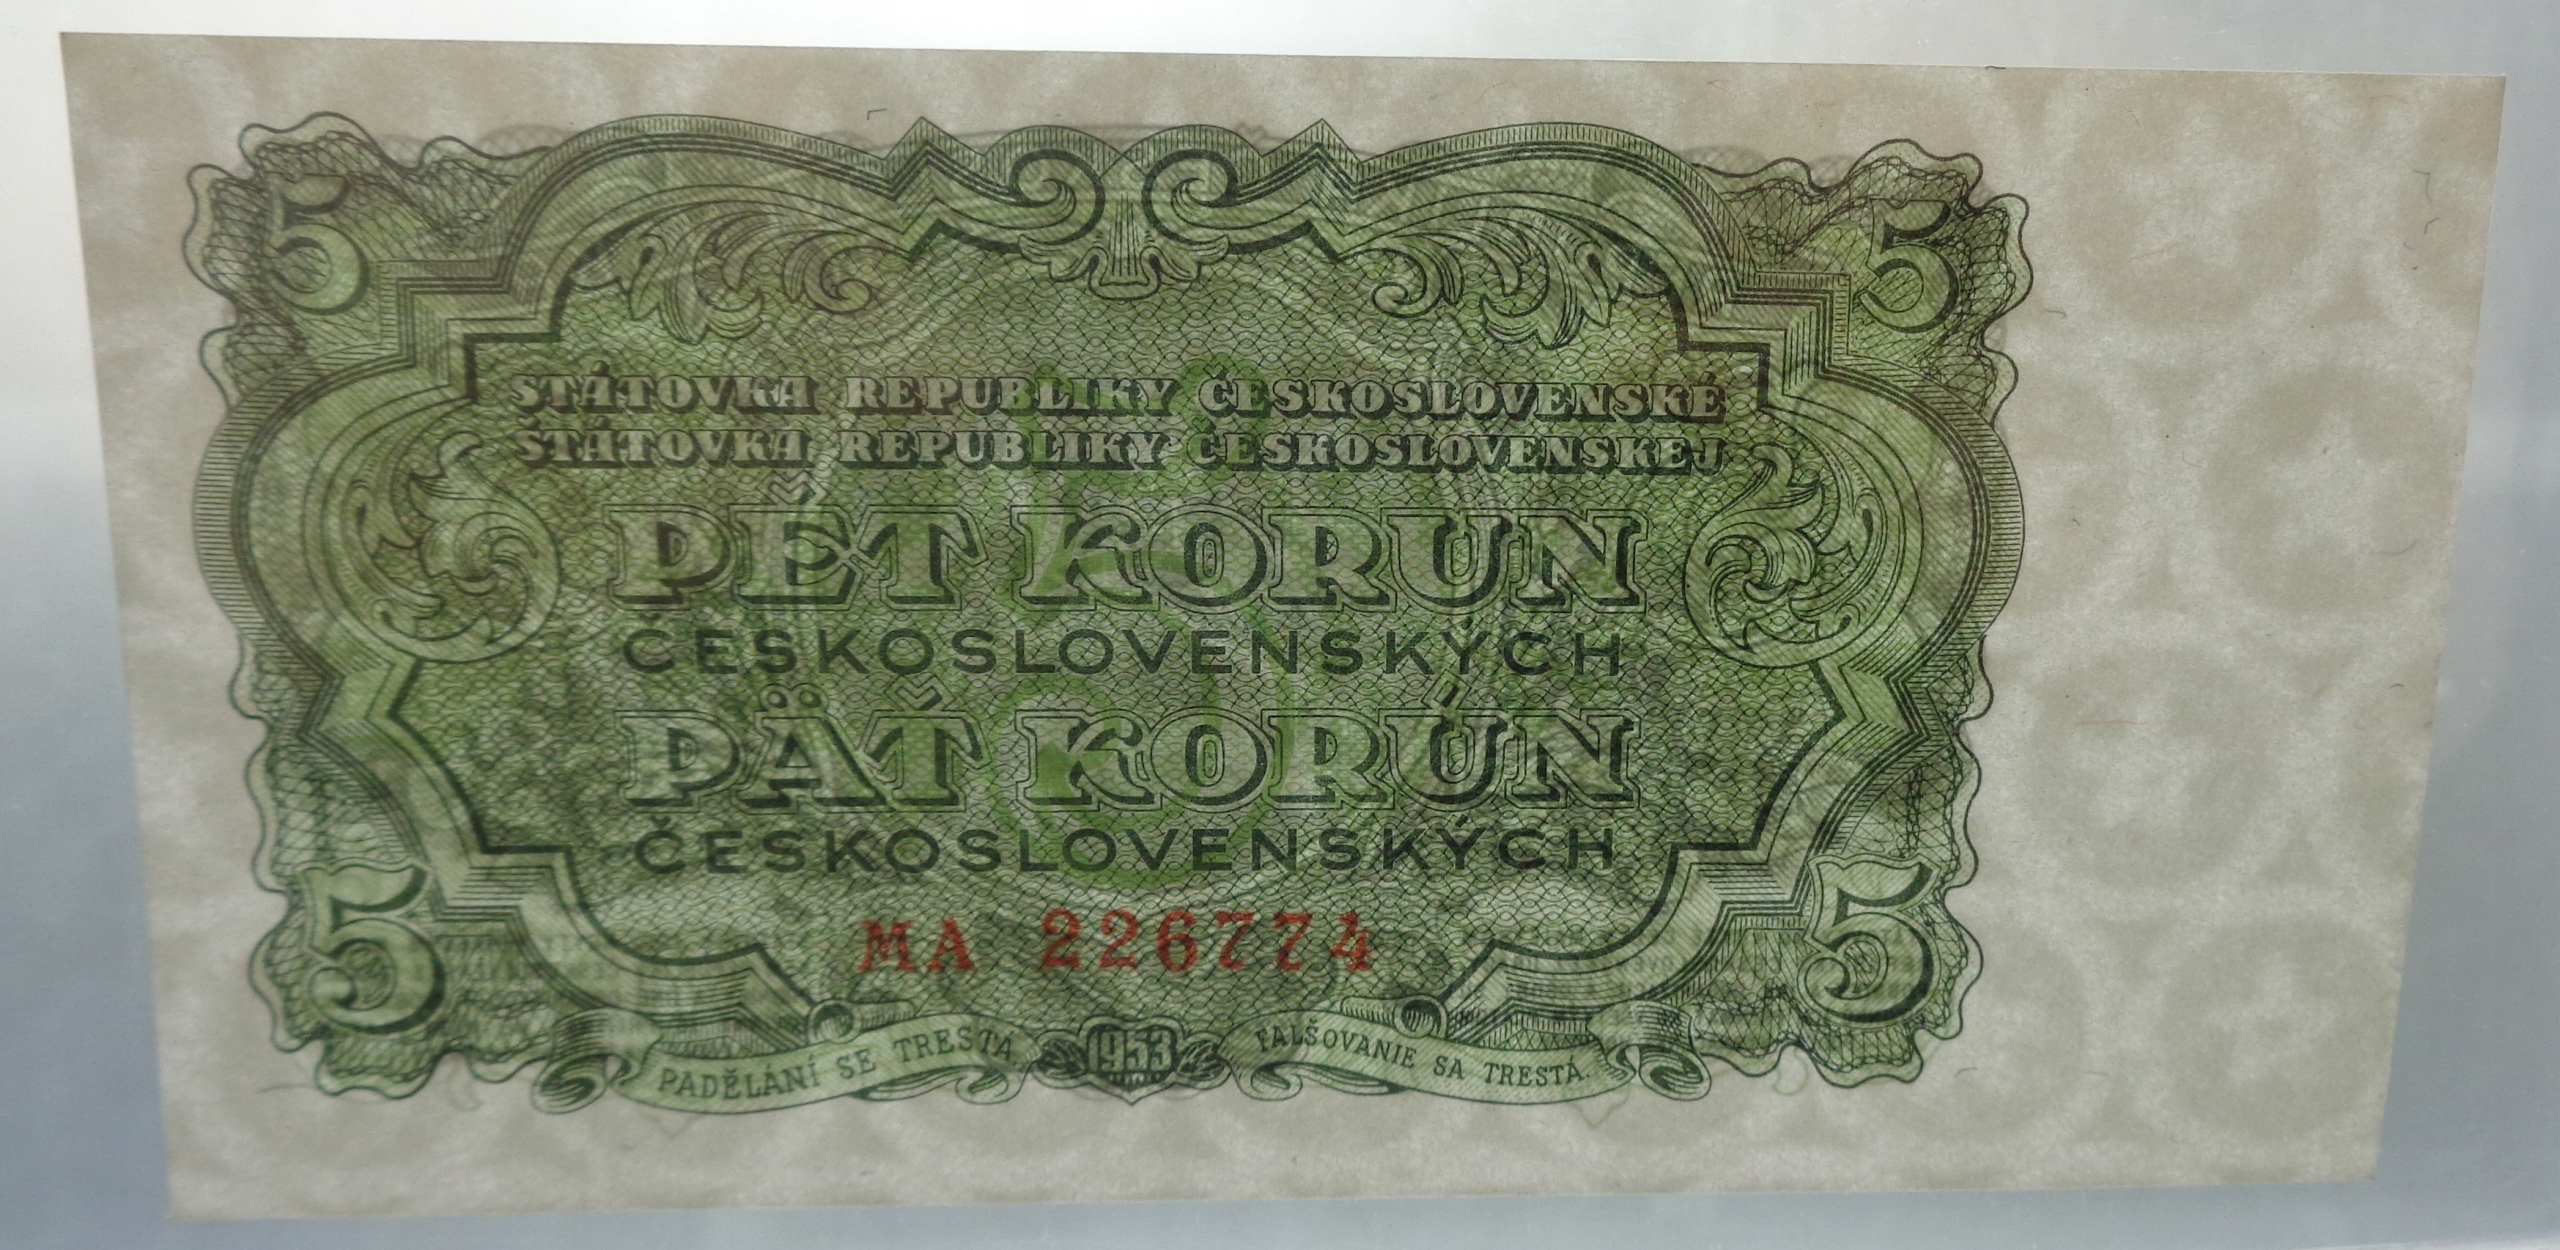 5 5
STÁTOVKA REPUBLIKY ČESKOSLOVENSKÉ
ŠTÁTOVKA REPUBLIKY ČESKOSLOVENSKEJ
PĚT KORUN
ČESKOSLOVENSKÝCH
PÄŤ KORÚN
ČESKOSLOVENSKÝCH
5 5
MA 226774
PADĚLÁNÍ SE TRESTÁ. 1953 FALŠOVANIE SA TRESTÁ.